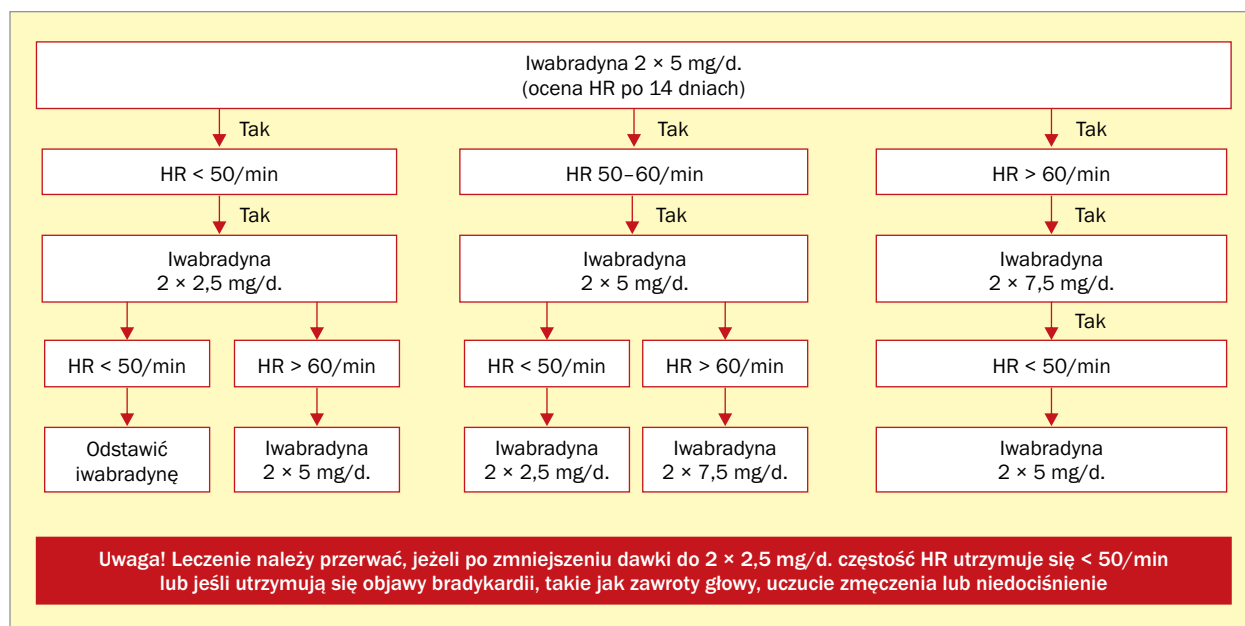 Iwabradyna 2 × 5 mg/d.
(ocena HR po 14 dniach)
Tak
Tak
Tak
HR < 50/min
HR 50–60/min
HR > 60/min
Tak
Tak
Tak
Iwabradyna
2 × 2,5 mg/d.
Iwabradyna
2 × 5 mg/d.
Iwabradyna
2 × 7,5 mg/d.
Tak
HR < 50/min
HR > 60/min
HR < 50/min
HR > 60/min
HR < 50/min
Odstawić
iwabradynę
Iwabradyna
2 × 5 mg/d.
Iwabradyna
2 × 2,5 mg/d.
Iwabradyna
2 × 7,5 mg/d.
Iwabradyna
2 × 5 mg/d.
Uwaga! Leczenie należy przerwać, jeżeli po zmniejszeniu dawki do 2 × 2,5 mg/d. częstość HR utrzymuje się < 50/min
lub jeśli utrzymują się objawy bradykardii, takie jak zawroty głowy, uczucie zmęczenia lub niedociśnienie